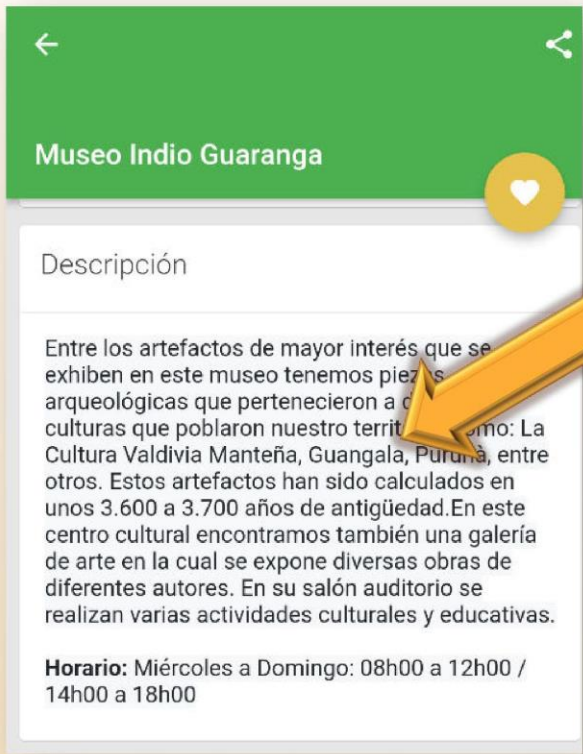 Museo Indio Guaranga
Descripción
Entre los artefactos de mayor interés que se
exhiben en este museo tenemos piezas
arqueológicas que pertenecieron a
culturas que poblaron nuestro
Cultura Valdivia Manteña, Guangala, Puruhà, entre
otros. Estos artefactos han sido calculados en
unos 3.600 a 3.700 años de antigüedad.En este
centro cultural encontramos también una galería
de arte en la cual se expone diversas obras de
diferentes autores. En su salón auditorio se
realizan varias actividades culturales y educativas.
Horario: Miércoles a Domingo: 08h00 a 12h00 /
14h00 a 18h00